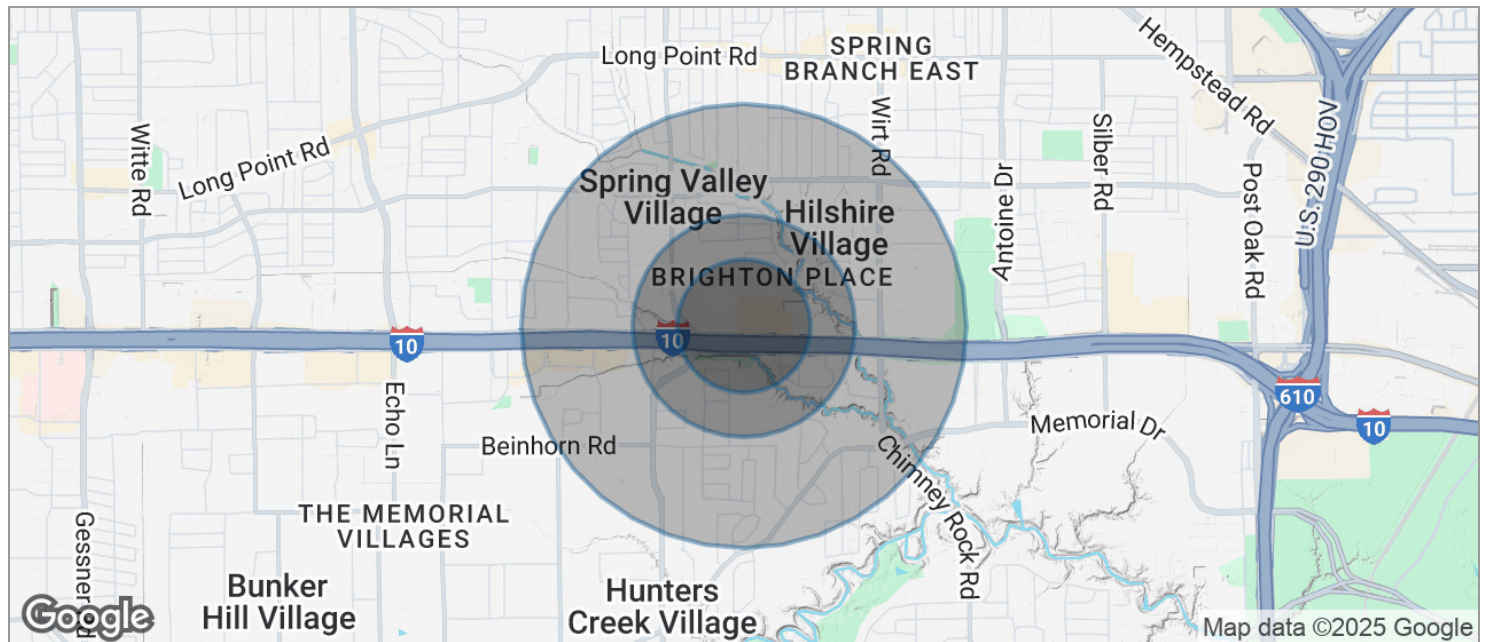 Long Point Rd
SPRING
BRANCH EAST
Hempstead Rd
Witte Rd
Long Point Rd
Wirt Rd
Silber Rd
U.S. 290 HOV
Spring Valley
Village
Hilshire
Village
Antoine Dr
Post Oak Rd
BRIGHTON PLACE
10
10
Echo Ln
610
10
Beinhorn Rd
Memorial Dr
Chimney Rock Rd
THE MEMORIAL
VILLAGES
Gessner Rd
Bunker
Hill Village
Hunters
Creek Village
Google
Map data ©2025 Google